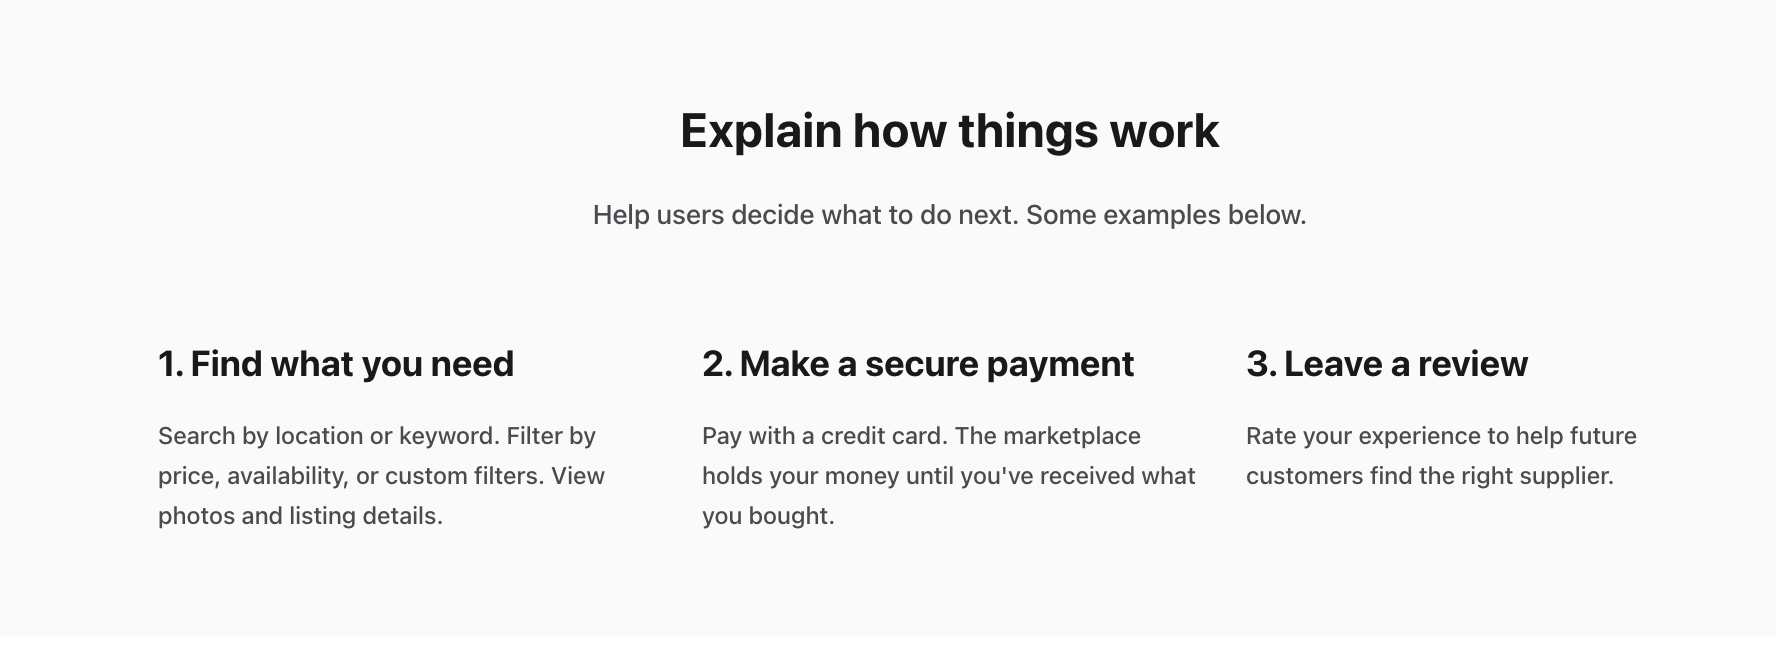 Explain how things work
Help users decide what to do next. Some examples below.
1. Find what you need
Search by location or keyword. Filter by
price, availability, or custom filters. View
photos and listing details.
2. Make a secure payment
Pay with a credit card. The marketplace
holds your money until you've received what
you bought.
3. Leave a review
Rate your experience to help future
customers find the right supplier.